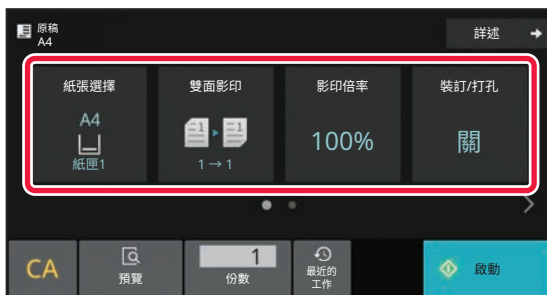 原稿
A4
詳述
紙張選擇
雙面影印
影印倍率
裝訂/打孔
A4
紙匣1
1
1
1→1
100%
關
CA
預覽
1
份數
最近的
工作
啟動